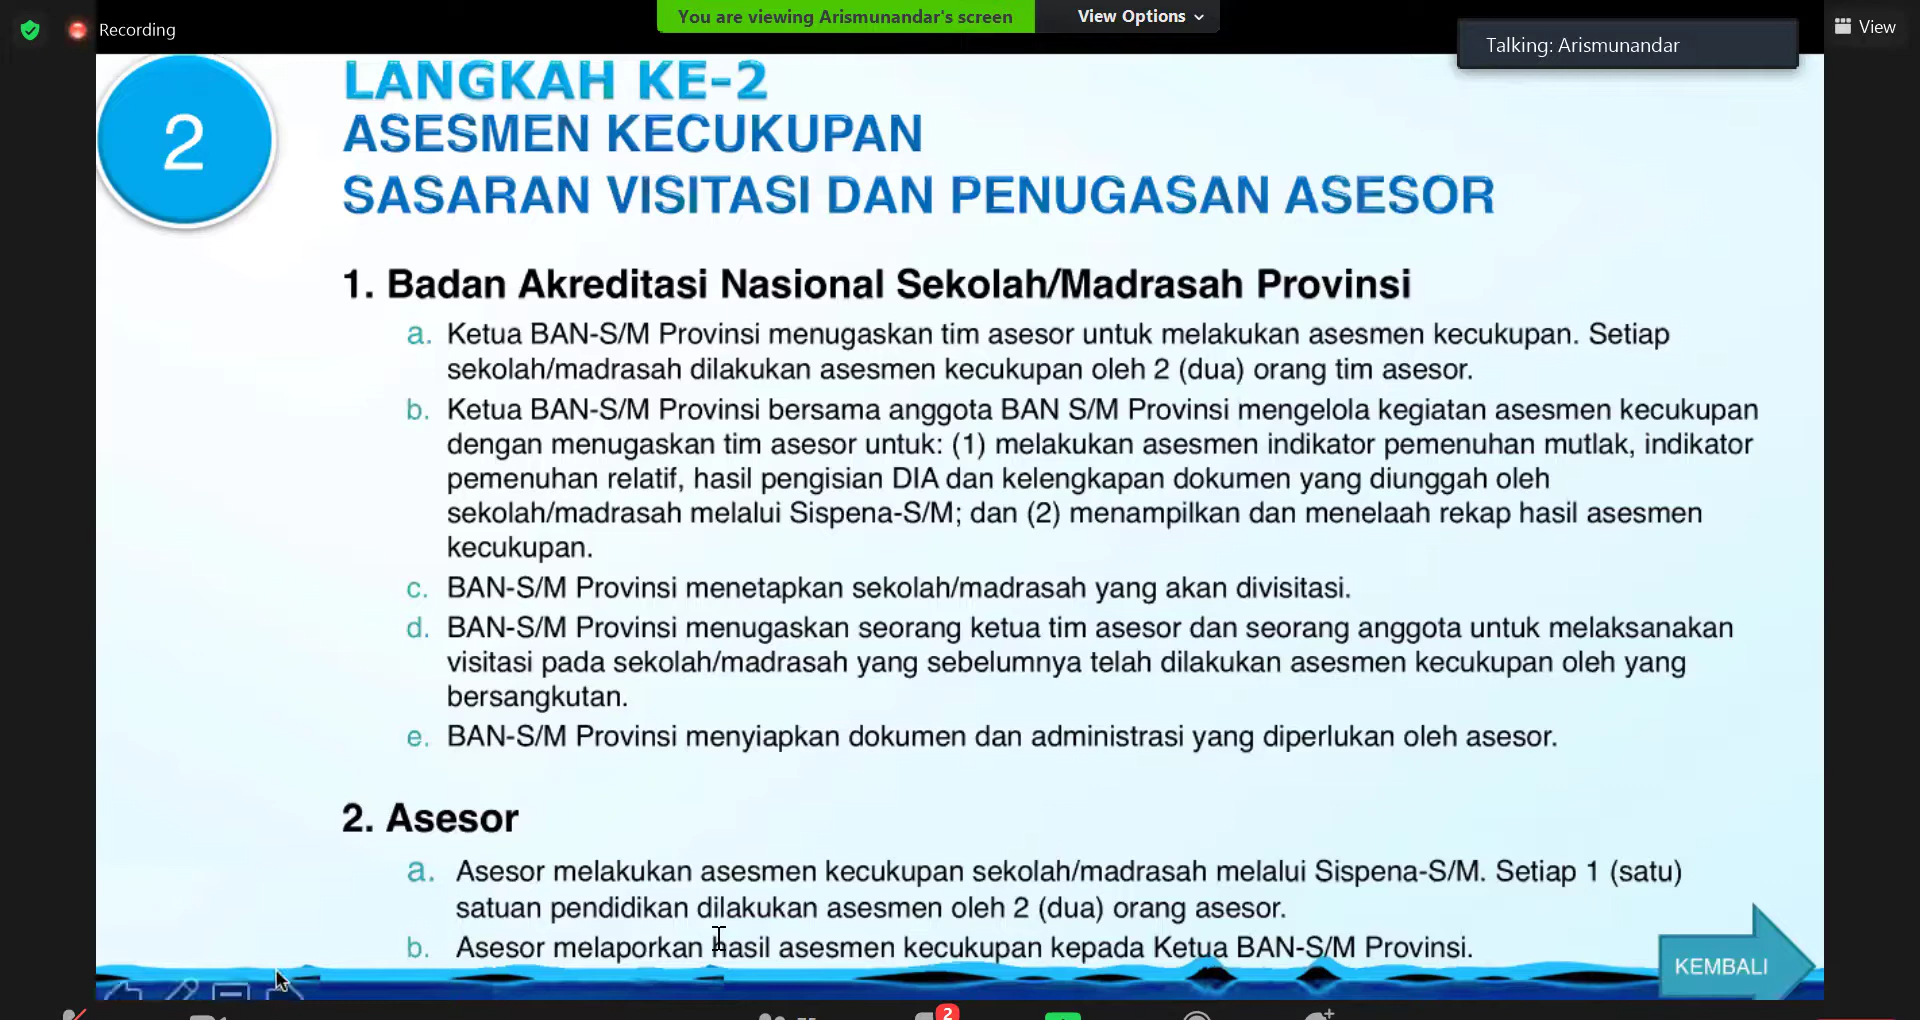 Recording
You are viewing Arismunandar's screen
View Options
Talking: Arismunandar
View
2
LANGKAH KE-2
ASESMEN KECUKUPAN
SASARAN VISITASI DAN PENUGASAN ASESOR
1. Badan Akreditasi Nasional Sekolah/Madrasah Provinsi
a. Ketua BAN-S/M Provinsi menugaskan tim asesor untuk melakukan asesmen kecukupan. Setiap
sekolah/madrasah dilakukan asesmen kecukupan oleh 2 (dua) orang tim asesor.
b. Ketua BAN-S/M Provinsi bersama anggota BAN S/M Provinsi mengelola kegiatan asesmen kecukupan
dengan menugaskan tim asesor untuk: (1) melakukan asesmen indikator pemenuhan mutlak, indikator
pemenuhan relatif, hasil pengisian DIA dan kelengkapan dokumen yang diunggah oleh
sekolah/madrasah melalui Sispena-S/M; dan (2) menampilkan dan menelaah rekap hasil asesmen
kecukupan.
c. BAN-S/M Provinsi menetapkan sekolah/madrasah yang akan divisitasi.
d. BAN-S/M Provinsi menugaskan seorang ketua tim asesor dan seorang anggota untuk melaksanakan
visitasi pada sekolah/madrasah yang sebelumnya telah dilakukan asesmen kecukupan oleh yang
bersangkutan.
e. BAN-S/M Provinsi menyiapkan dokumen dan administrasi yang diperlukan oleh asesor.
2. Asesor
a. Asesor melakukan asesmen kecukupan sekolah/madrasah melalui Sispena-S/M. Setiap 1 (satu)
satuan pendidikan dilakukan asesmen oleh 2 (dua) orang asesor.
b. Asesor melaporkan hasil asesmen kecukupan kepada Ketua BAN-S/M Provinsi.
KEMBALI
2